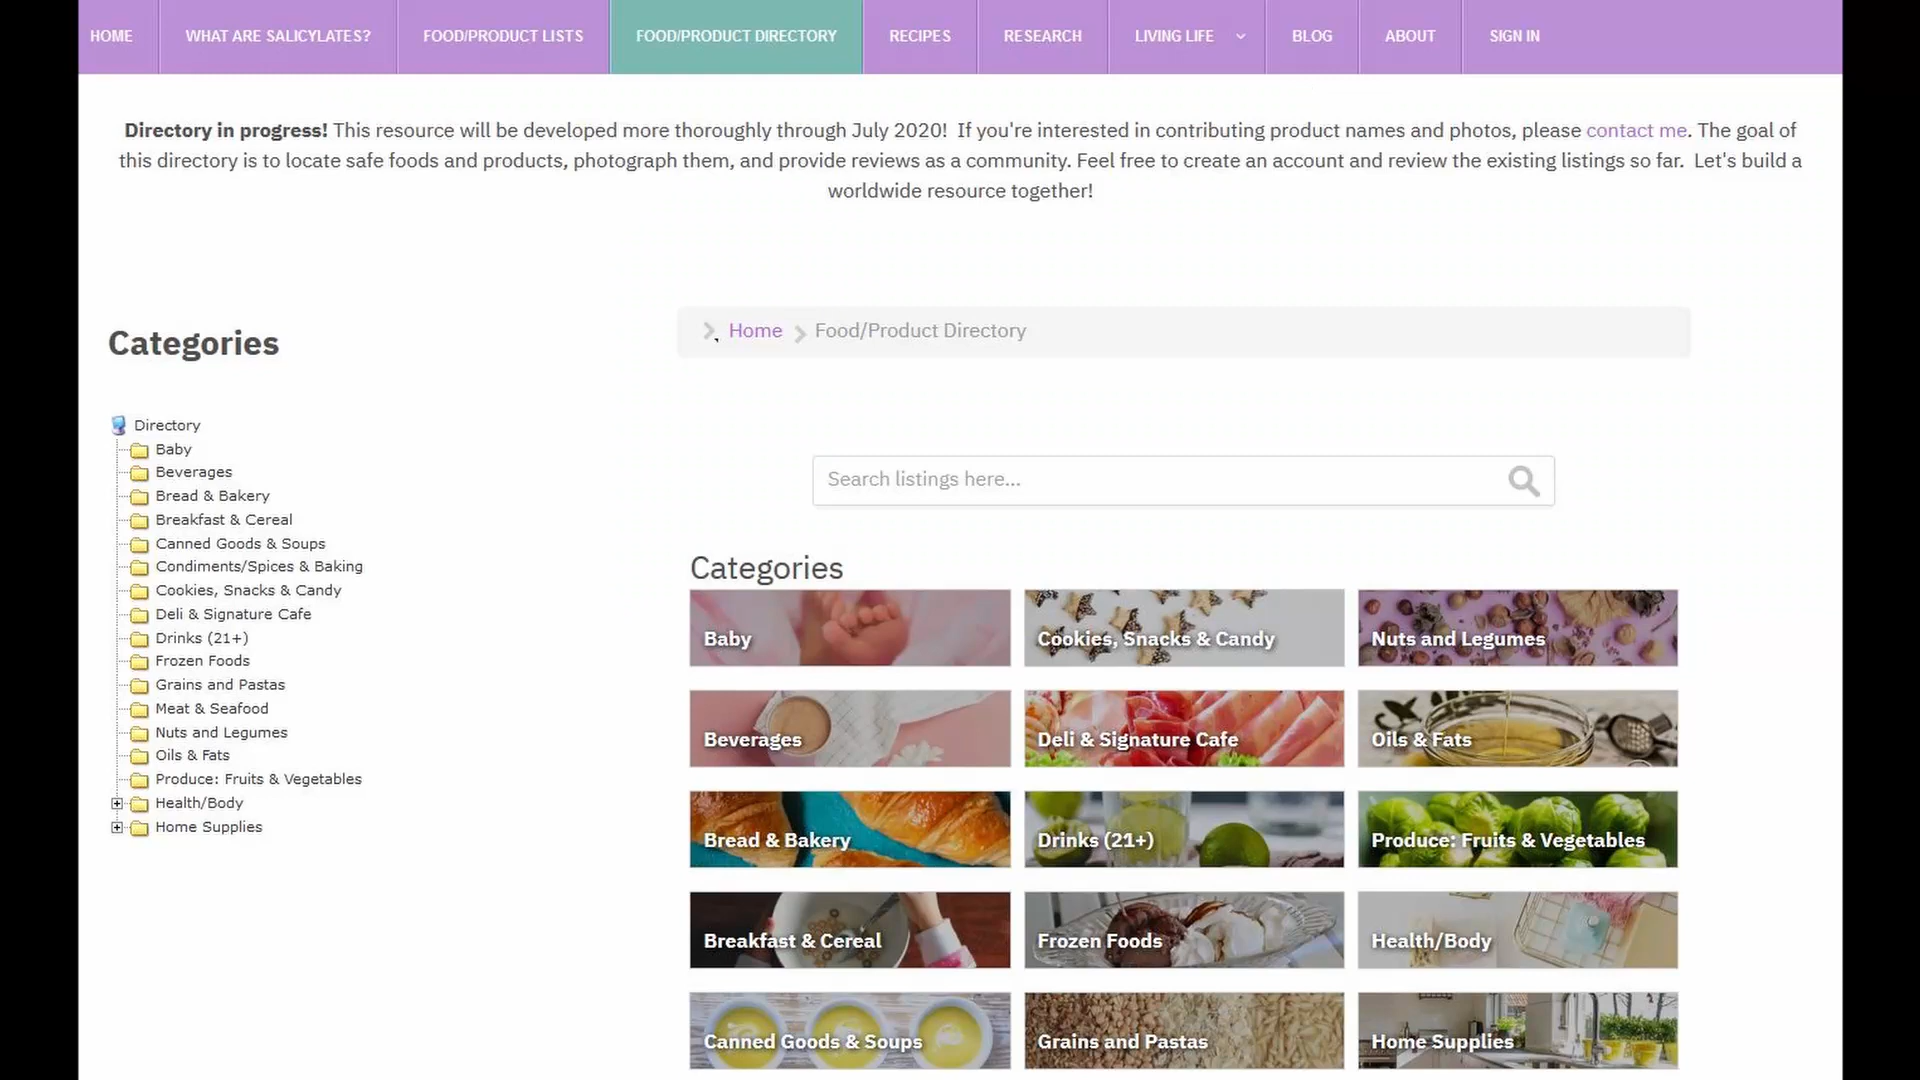 HOME
WHAT ARE SALICYLATES?
FOOD/PRODUCT LISTS
FOOD/PRODUCT DIRECTORY
RECIPES
RESEARCH
LIVING LIFE
BLOG
ABOUT
SIGN IN
Directory in progress! This resource will be developed more thoroughly through July 2020! If you're interested in contributing product names and photos, please contact me. The goal of
this directory is to locate safe foods and products, photograph them, and provide reviews as a community. Feel free to create an account and review the existing listings so far. Let's build a
worldwide resource together!
Categories
Directory
Baby
Beverages
Bread & Bakery
Breakfast & Cereal
Canned Goods & Soups
Condiments/Spices & Baking
Cookies, Snacks & Candy
Deli & Signature Cafe
Drinks (21+)
Frozen Foods
Grains and Pastas
Meat & Seafood
Nuts and Legumes
Oils & Fats
Produce: Fruits & Vegetables
Health/Body
Home Supplies
Home
Food/Product Directory
Search listings here...
Categories
Baby
Cookies, Snacks & Candy
Nuts and Legumes
Beverages
Deli & Signature Cafe
Oils & Fats
Bread & Bakery
Drinks (21+)
Produce: Fruits & Vegetables
Breakfast & Cereal
Frozen Foods
Health/Body
Canned Goods & Soups
Grains and Pastas
Home Supplies